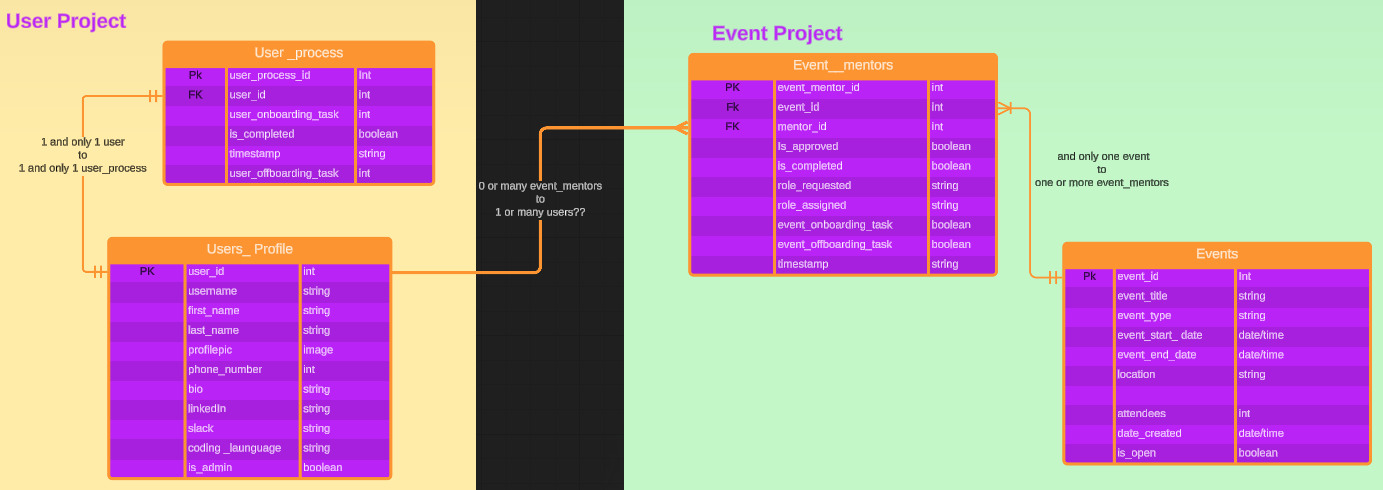 User Project
User _process
Pk user_process_id Int
FK user_id Int
user_onboarding_task int
is_completed boolean
timestamp string
user_offboarding_task int
1 and only 1 user
to
1 and only 1 user_process
Users_ Profile
PK user_id int
username string
first_name string
last_name string
profilepic image
phone_number int
bio string
linkedIn string
slack string
coding _launguage string
is_admin boolean
0 or many event_mentors
to
1 or many users??
Event Project
Event__mentors
PK event_mentor_id int
Fk event_id int
FK mentor_id int
Is_approved boolean
is_completed boolean
role_requested string
role_assigned string
event_onboarding_task boolean
event_offboarding_task boolean
timestamp string
and only one event
to
one or more event_mentors
Events
Pk event_id Int
event_title string
event_type string
event_start_ date date/time
event_end_date date/time
location string
attendees int
date_created date/time
is_open boolean